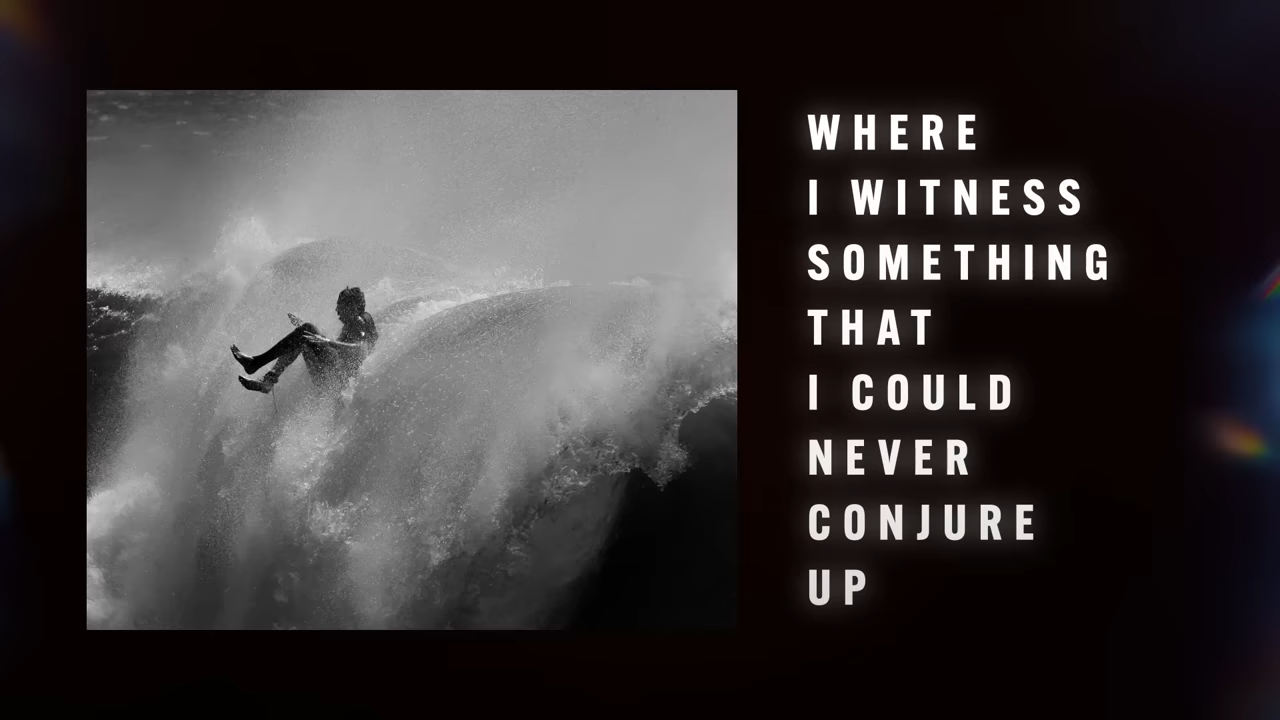 WHERE
I WITNESS
SOMETHING
THAT
I COULD
NEVER
CONJURE
UP